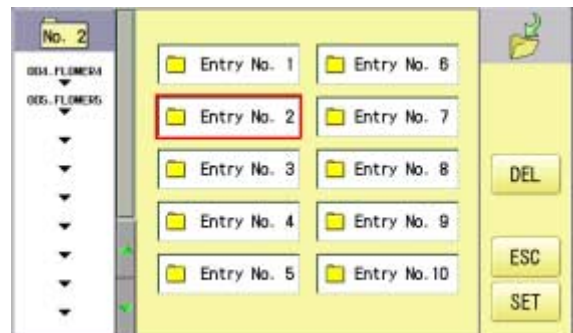 No. 2
004.FLOWER4
005.FLOWER5
Entry No. 1
Entry No. 2
Entry No. 3
Entry No. 4
Entry No. 5
Entry No. 6
Entry No. 7
Entry No. 8
Entry No. 9
Entry No.10
DEL
ESC
SET